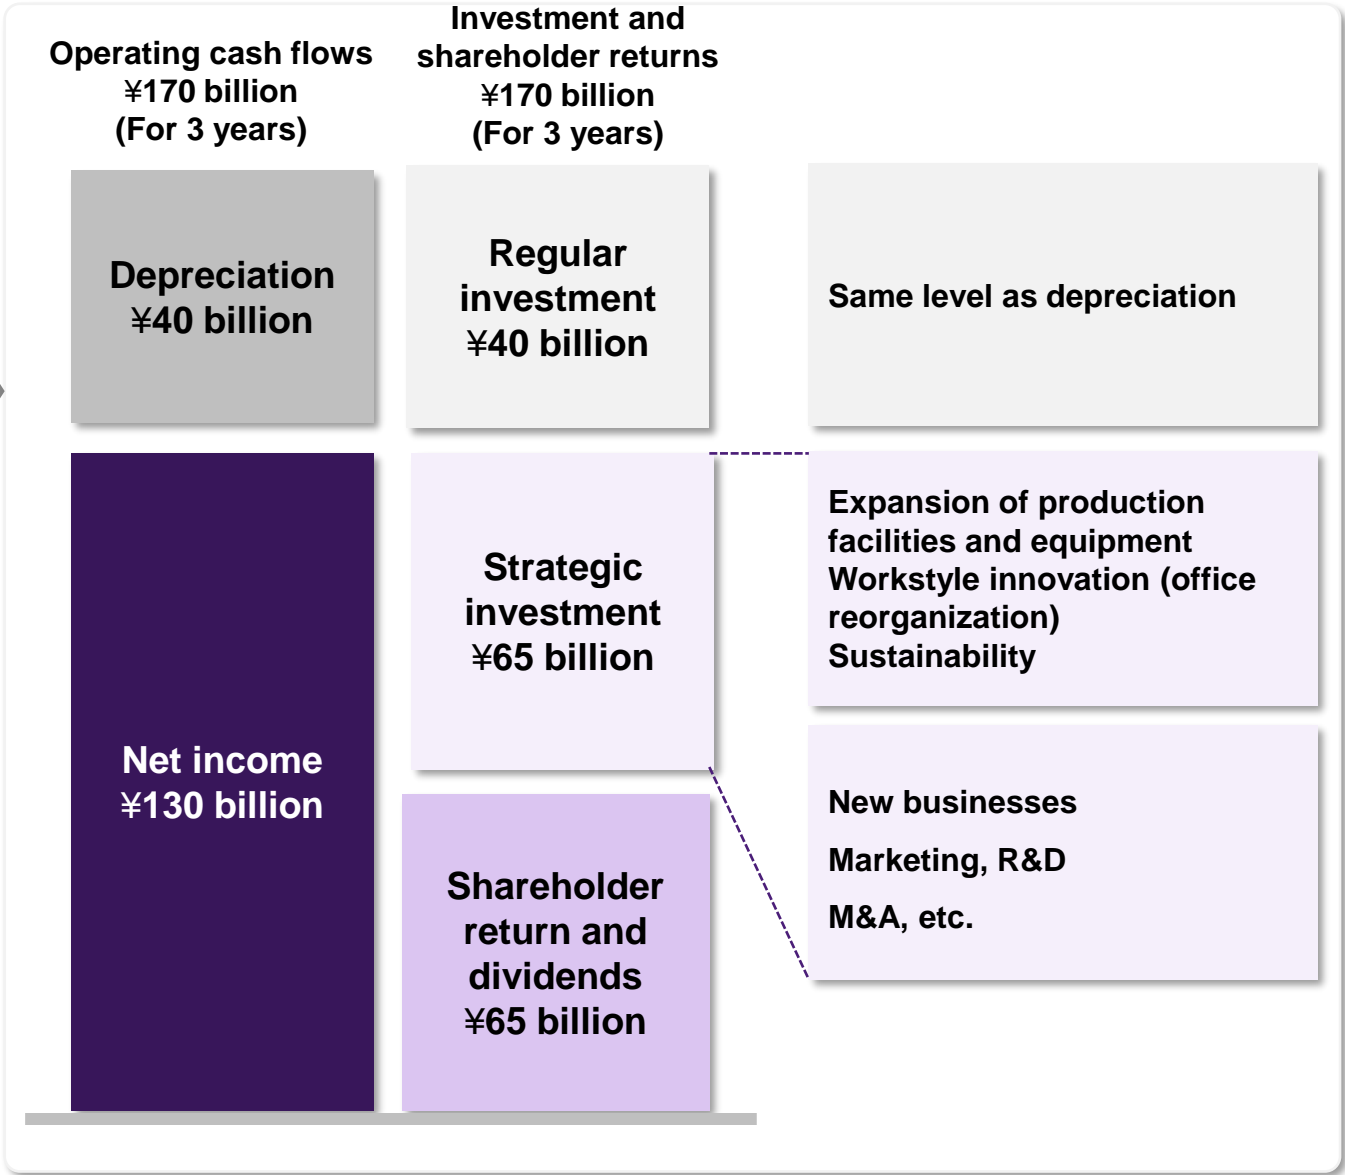 Operating cash flows
¥170 billion
(For 3 years)
Investment and
shareholder returns
¥170 billion
(For 3 years)
Depreciation
¥40 billion
Regular
investment
¥40 billion
Same level as depreciation
Net income
¥130 billion
Strategic
investment
¥65 billion
Expansion of production
facilities and equipment
Workstyle innovation (office
reorganization)
Sustainability
Shareholder
return and
dividends
¥65 billion
New businesses
Marketing, R&D
M&A, etc.